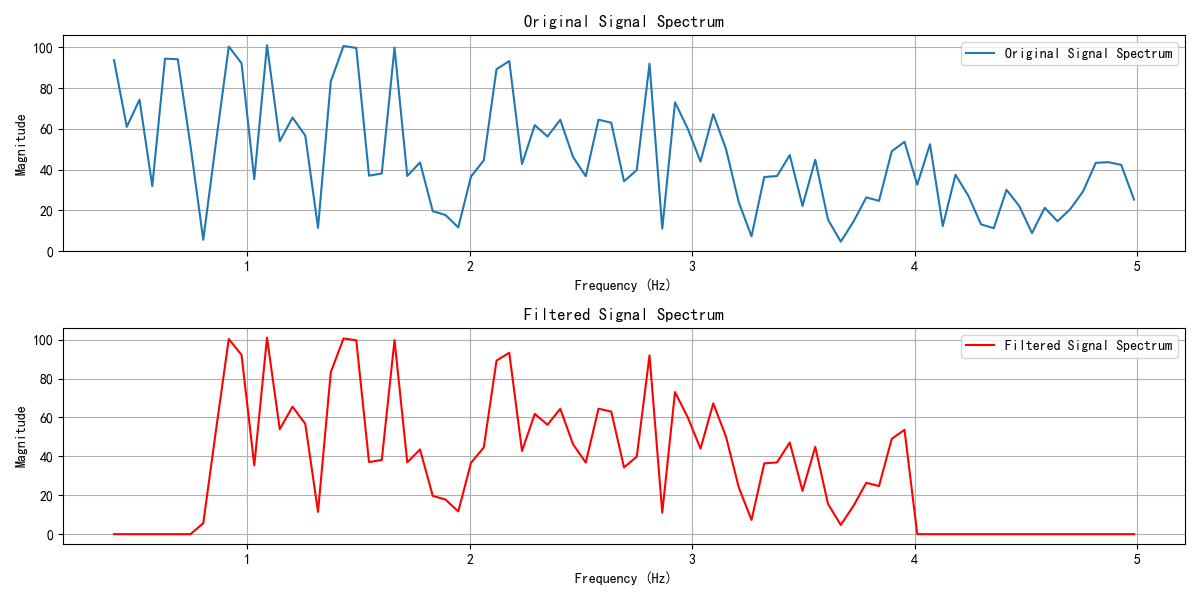 Original Signal Spectrum
100
80
60
40
20
0
Magnitude
Original Signal Spectrum
1
2
3
4
5
Frequency (Hz)
Filtered Signal Spectrum
100
80
60
40
20
0
Magnitude
Filtered Signal Spectrum
1
2
3
4
5
Frequency (Hz)